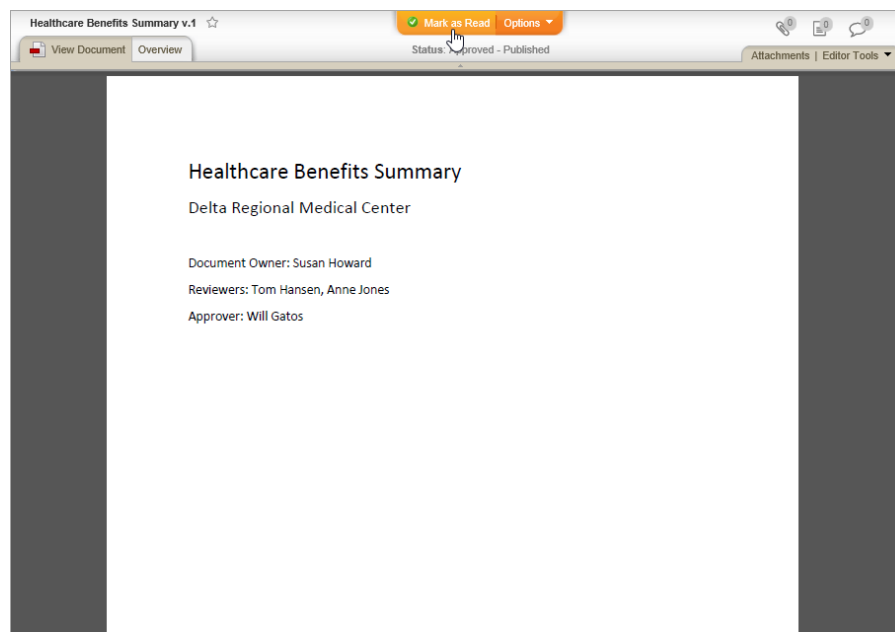 Healthcare Benefits Summary v.1
Mark as Read Options
0 0 0
View Document Overview
Status: Approved - Published
Attachments | Editor Tools
Healthcare Benefits Summary
Delta Regional Medical Center
Document Owner: Susan Howard
Reviewers: Tom Hansen, Anne Jones
Approver: Will Gatos